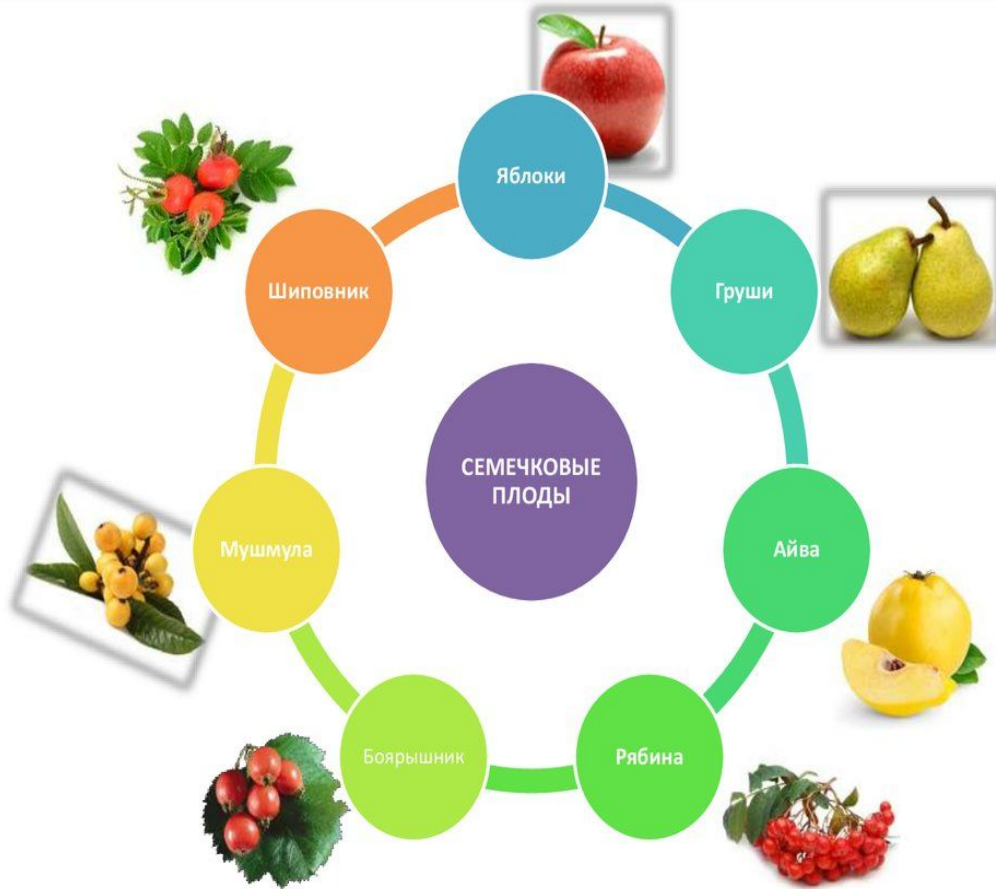 Яблоки
Груши
Айва
Рябина
Боярышник
Мушмула
Шиповник
СЕМЕЧКОВЫЕ
ПЛОДЫ